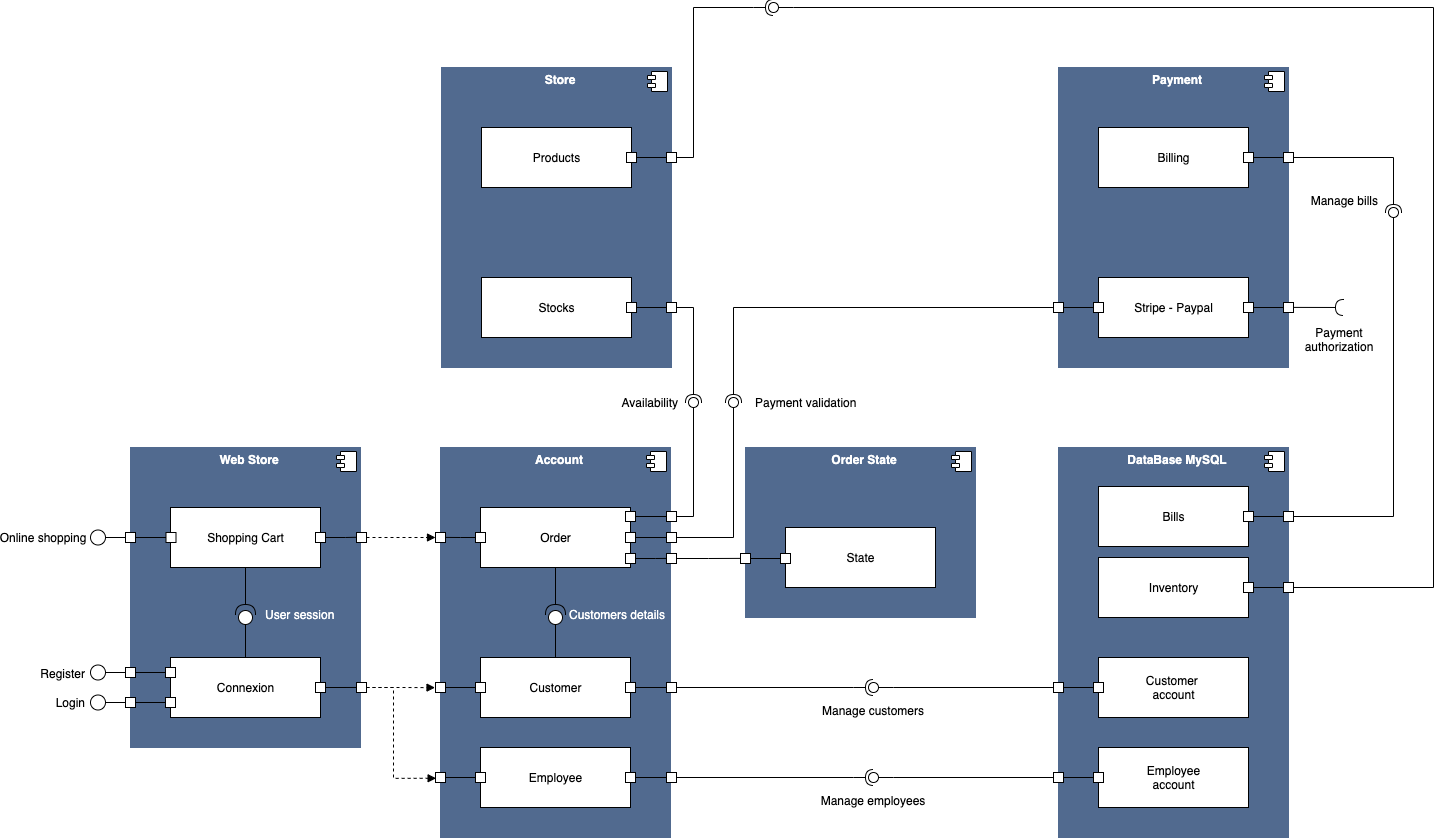 Store
Payment
Products
Billing
Manage bills
Stocks
Stripe - Paypal
Payment
authorization
Availability
Payment validation
Web Store
Account
Order State
DataBase MySQL
Bills
Online shopping
Shopping Cart
Order
State
Inventory
User session
Customers details
Register
Login
Connexion
Customer
Customer
account
Manage customers
Employee
Employee
account
Manage employees